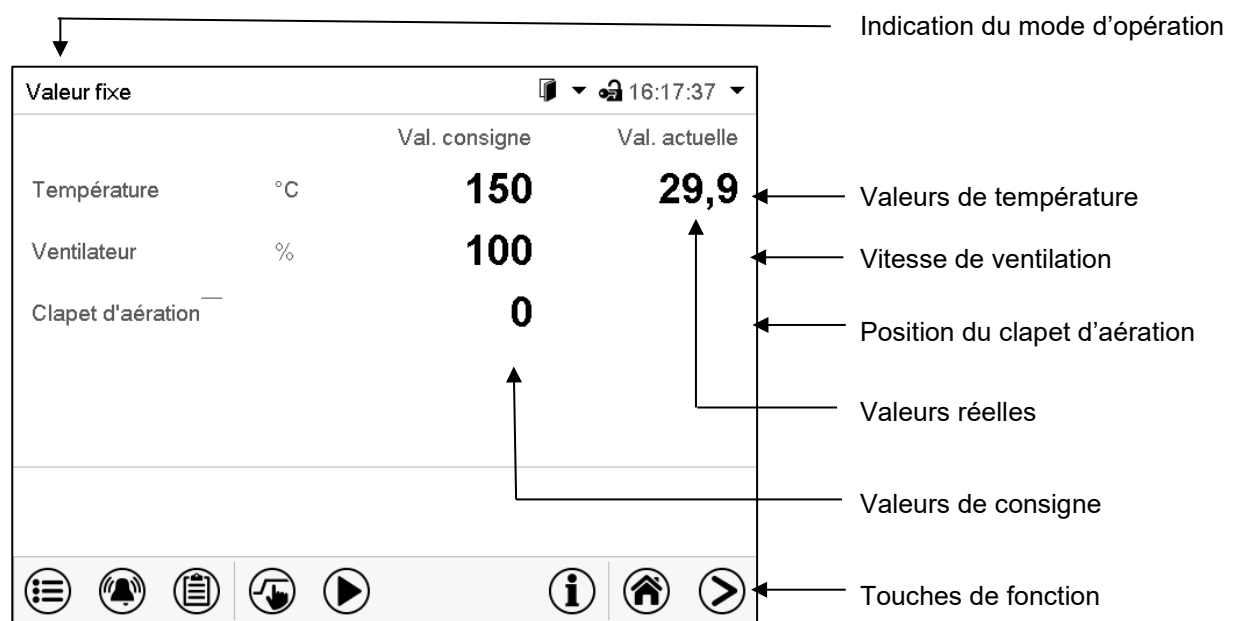 Indication du mode d’opération
Valeur fixe 16:17:37
Val. consigne Val. actuelle
Température °C 150 29,9
Valeurs de température
Ventilateur % 100
Vitesse de ventilation
Clapet d'aération 0
Position du clapet d’aération
Valeurs réelles
Valeurs de consigne
Touches de fonction